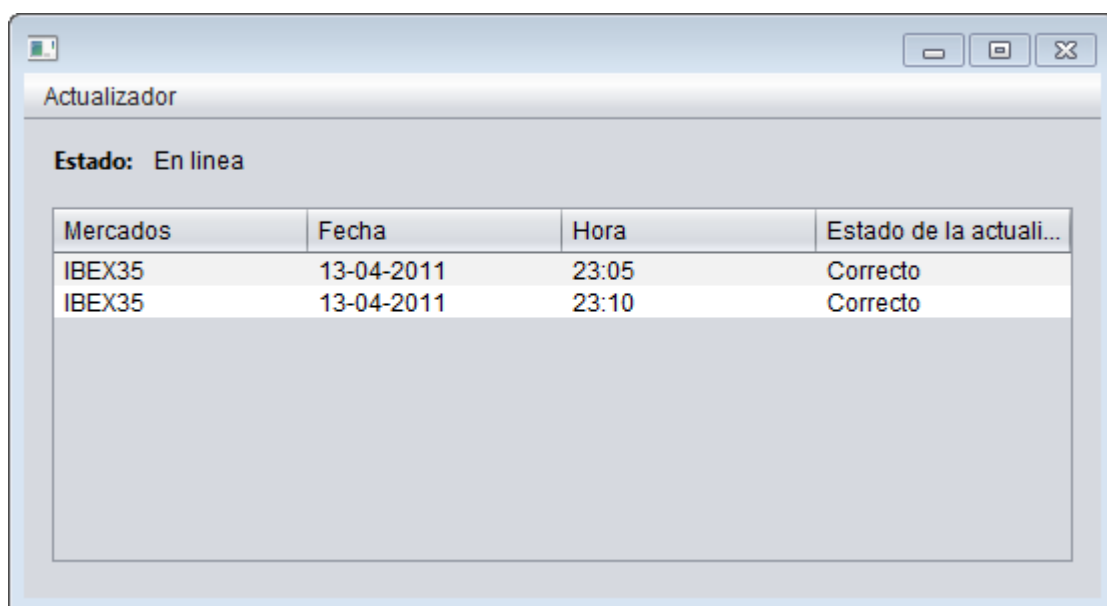 Actualizador
Estado: En linea
Mercados Fecha Hora Estado de la actuali...
IBEX35 13-04-2011 23:05 Correcto
IBEX35 13-04-2011 23:10 Correcto